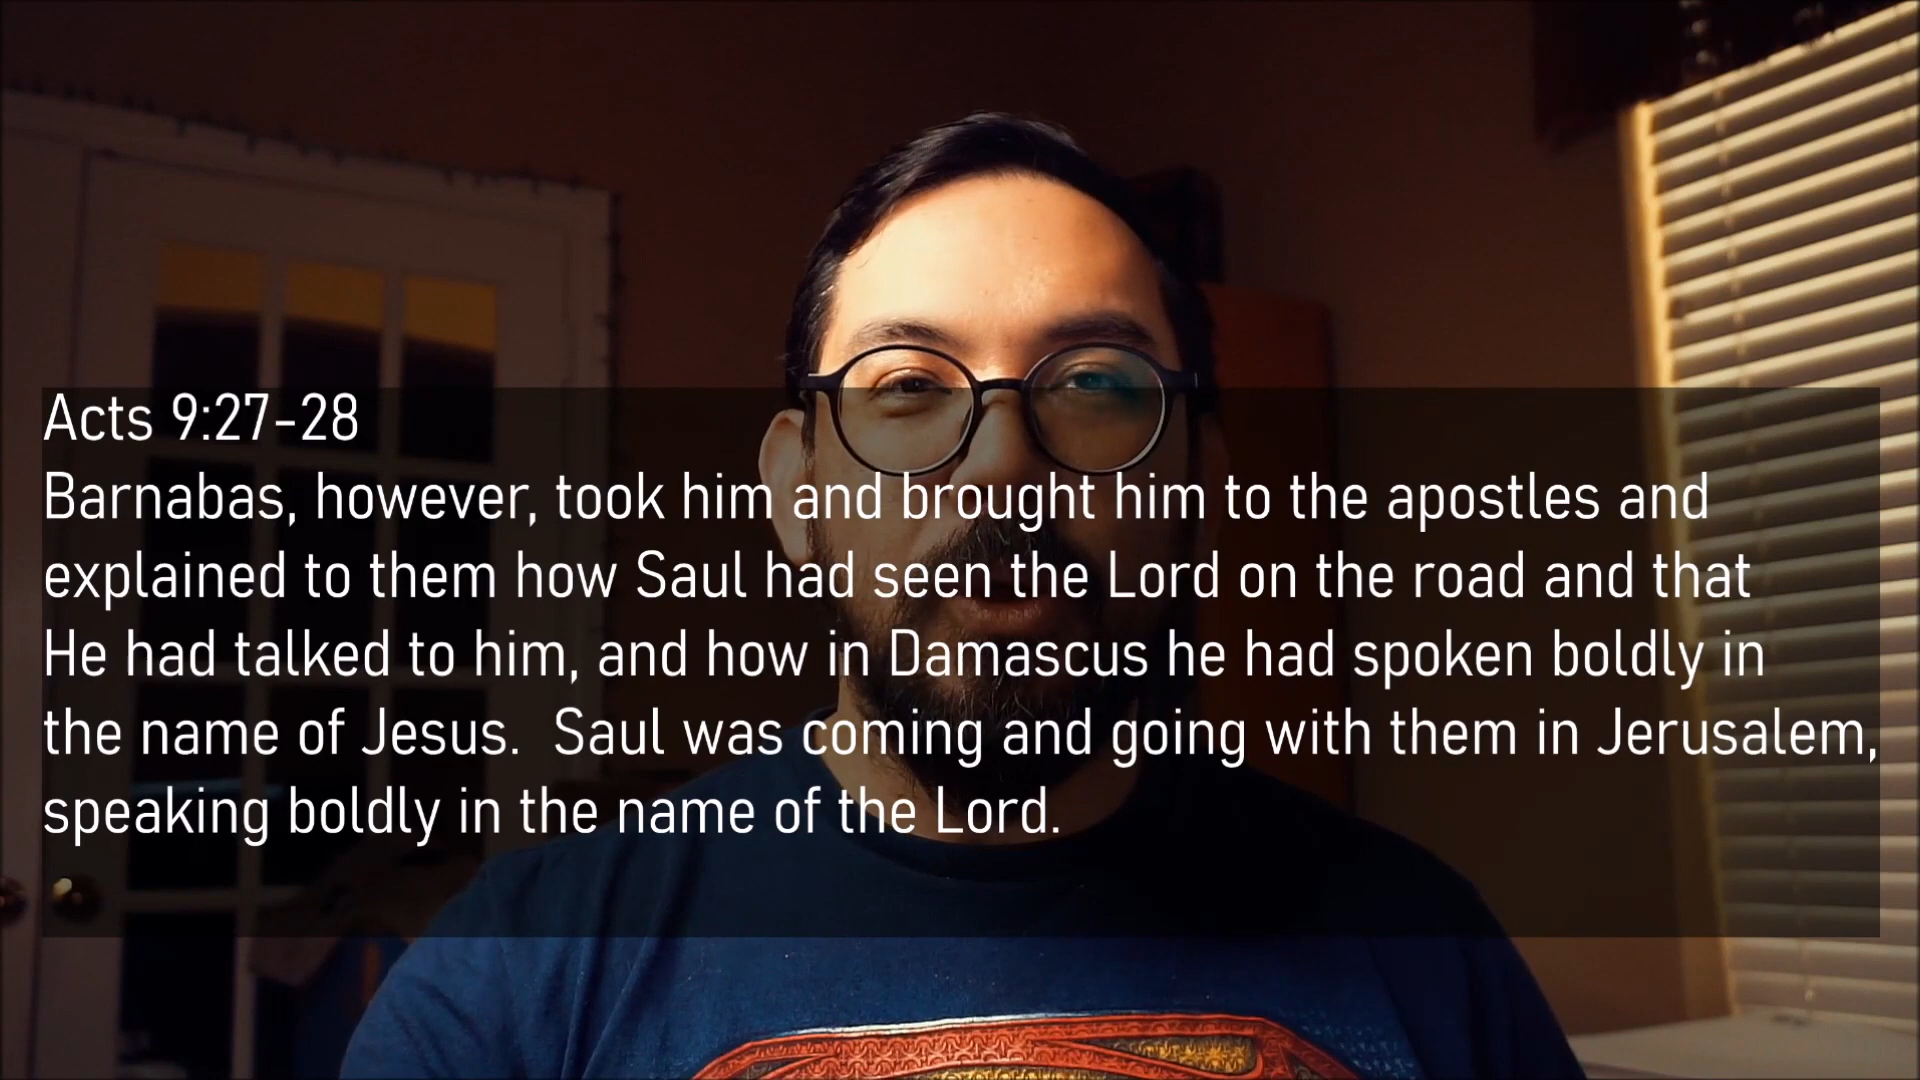 Acts 9:27-28
Barnabas, however, took him and brought him to the apostles and
explained to them how Saul had seen the Lord on the road and that
He had talked to him, and how in Damascus he had spoken boldly in
the name of Jesus.  Saul was coming and going with them in Jerusalem,
speaking boldly in the name of the Lord.